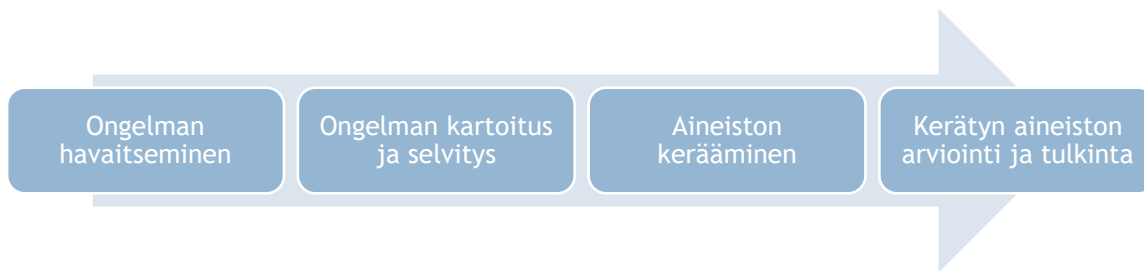 Ongelman
havaitseminen
Ongelman kartoitus
ja selvitys
Aineiston
kerääminen
Kerätyn aineiston
arviointi ja tulkinta